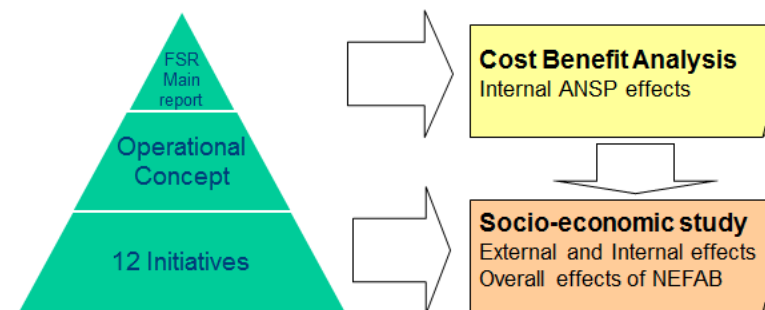 FSR
Main
report
Operational
Concept
12 Initiatives
Cost Benefit Analysis
Internal ANSP effects
Socio-economic study
External and Internal effects
Overall effects of NEFAB